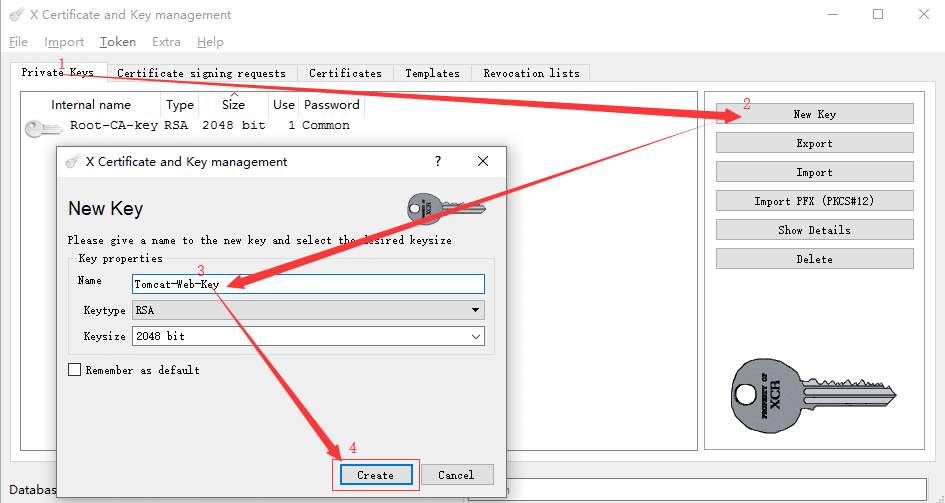 X Certificate and Key management
File Import Token Extra Help
1
Private Keys Certificate signing requests Certificates Templates Revocation lists
Internal name Type Size Use Password
Root-CA-key RSA 2048 bit 1 Common
2
New Key
Export
Import
Import PFX (PKCS#12)
Show Details
Delete
PROPERTY OF
XCR
X Certificate and Key management ?
New Key
PROPERTY OF
XCR
Please give a name to the new key and select the desired keysize
Key properties
3
Name Tomcat-Web-Key
Keytype RSA
Keysize 2048 bit
Remember as default
4
Create Cancel
Databas